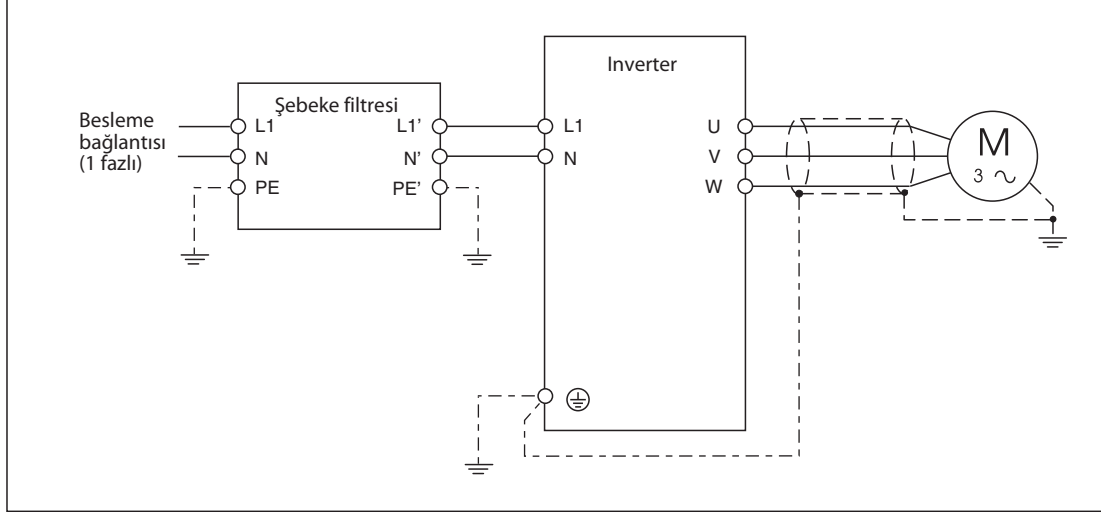 Inverter
Şebeke filtresi
Besleme
bağlantısı
(1 fazlı)
L1
L1’
L1
U
N
N’
N
V
PE
PE’
W
M
3 ~